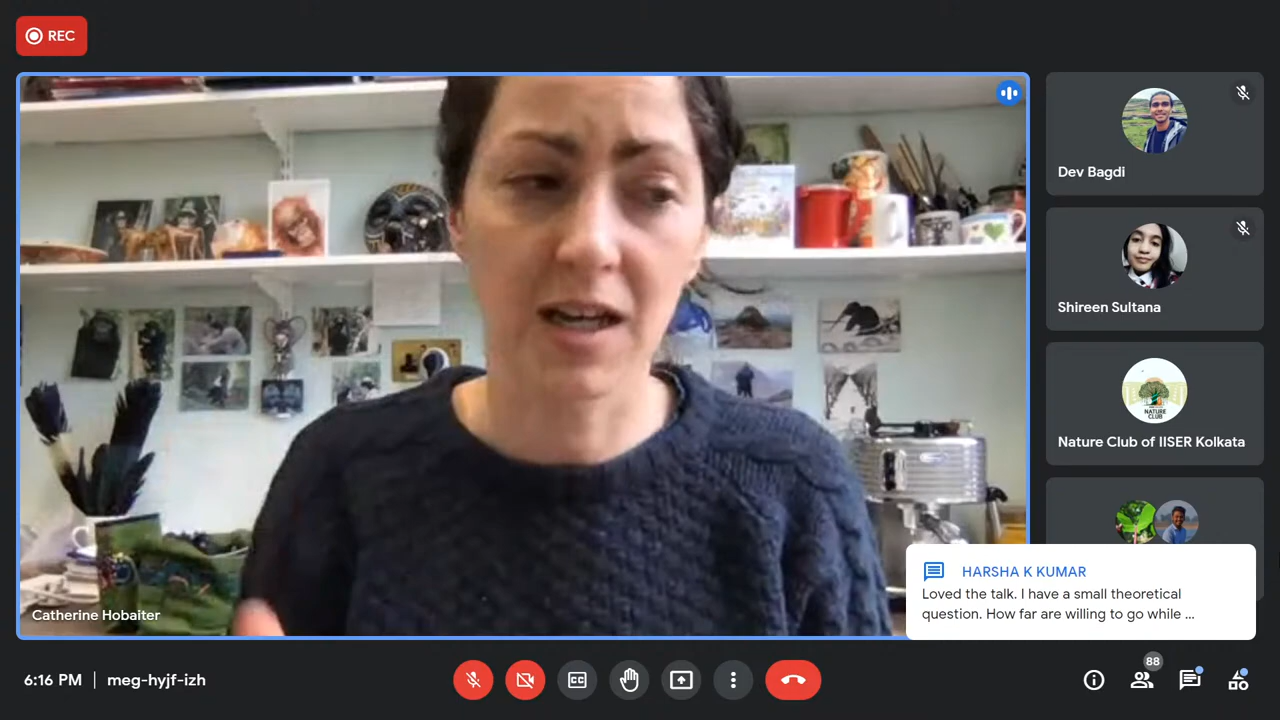 REC
Catherine Hobaiter
Dev Bagdi
Shireen Sultana
NATURE
CLUB
Nature Club of IISER Kolkata
HARSHA K KUMAR
Loved the talk. I have a small theoretical
question. How far are willing to go while ...
6:16 PM | meg-hyjf-izh
CC
88